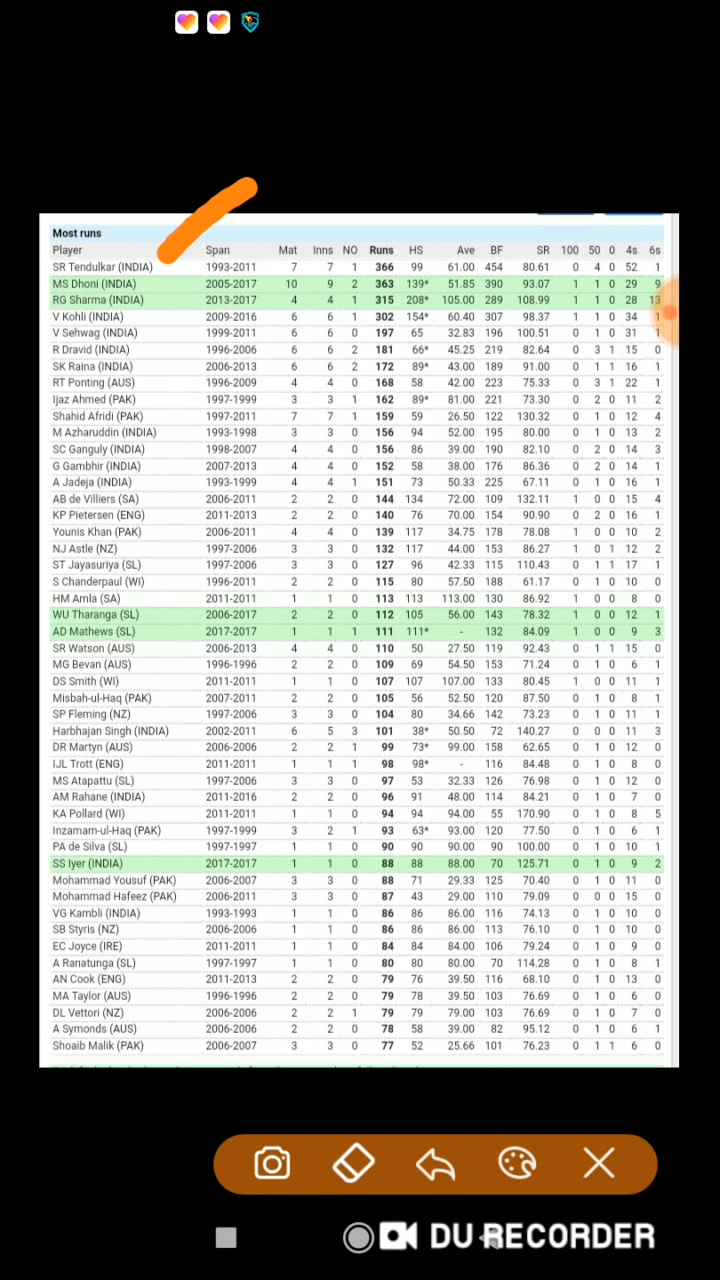 Most runs
Player Span Mat Inns NO Runs HS Ave BF SR 100 50 0 4s 6s
SR Tendulkar (INDIA) 1993-2011 7 7 1 366 99 61.00 454 80.61 0 4 0 52 1
MS Dhoni (INDIA) 2005-2017 10 9 2 363 139* 51.85 390 93.07 1 1 0 29 9
RG Sharma (INDIA) 2013-2017 4 4 1 315 208* 105.00 289 108.99 1 1 0 28 13
V Kohli (INDIA) 2009-2016 6 6 1 302 154* 60.40 307 98.37 1 1 0 34 1
V Sehwag (INDIA) 1999-2011 6 6 0 197 65 32.83 196 100.51 0 1 0 31 1
R Dravid (INDIA) 1996-2006 6 6 2 181 66* 45.25 219 82.64 0 3 1 15 0
SK Raina (INDIA) 2006-2013 6 6 2 172 89* 43.00 189 91.00 0 1 1 16 1
RT Ponting (AUS) 1996-2009 4 4 0 168 58 42.00 223 75.33 0 3 1 22 1
Ijaz Ahmed (PAK) 1997-1999 3 3 1 162 89* 81.00 221 73.30 0 2 0 11 2
Shahid Afridi (PAK) 1997-2011 7 7 1 159 59 26.50 122 130.32 0 1 0 12 4
M Azharuddin (INDIA) 1993-1998 3 3 0 156 94 52.00 195 80.00 0 1 0 13 2
SC Ganguly (INDIA) 1998-2007 4 4 0 156 86 39.00 190 82.10 0 2 0 14 3
G Gambhir (INDIA) 2007-2013 4 4 0 152 58 38.00 176 86.36 0 2 0 14 1
A Jadeja (INDIA) 1993-1999 4 4 1 151 73 50.33 225 67.11 0 1 0 16 1
AB de Villiers (SA) 2006-2011 2 2 0 144 134 72.00 109 132.11 1 0 0 15 4
KP Pietersen (ENG) 2011-2013 2 2 0 140 76 70.00 154 90.90 0 2 0 16 1
Younis Khan (PAK) 2006-2011 4 4 0 139 117 34.75 178 78.08 1 0 0 10 2
NJ Astle (NZ) 1997-2006 3 3 0 132 117 44.00 153 86.27 1 0 1 12 2
ST Jayasuriya (SL) 1997-2006 3 3 0 127 96 42.33 115 110.43 0 1 1 17 1
S Chanderpaul (WI) 1996-2011 2 2 0 115 80 57.50 188 61.17 0 1 0 10 0
HM Amla (SA) 2011-2011 1 1 0 113 113 113.00 130 86.92 1 0 0 8 0
WU Tharanga (SL) 2006-2017 2 2 0 112 105 56.00 143 78.32 1 0 0 12 1
AD Mathews (SL) 2017-2017 1 1 1 111 111* - 132 84.09 1 0 0 9 3
SR Watson (AUS) 2006-2013 4 4 0 110 50 27.50 119 92.43 0 1 1 15 0
MG Bevan (AUS) 1996-1996 2 2 0 109 69 54.50 153 71.24 0 1 0 6 1
DS Smith (WI) 2011-2011 1 1 0 107 107 107.00 133 80.45 1 0 0 11 1
Misbah-ul-Haq (PAK) 2007-2011 2 2 0 105 56 52.50 120 87.50 0 1 0 8 1
SP Fleming (NZ) 1997-2006 3 3 0 104 80 34.66 142 73.23 0 1 0 11 1
Harbhajan Singh (INDIA) 2002-2011 6 5 3 101 38* 50.50 72 140.27 0 0 0 11 3
DR Martyn (AUS) 2006-2006 2 2 1 99 73* 99.00 158 62.65 0 1 0 12 0
IJL Trott (ENG) 2011-2011 1 1 1 98 98* - 116 84.48 0 1 0 8 0
MS Atapattu (SL) 1997-2006 3 3 0 97 53 32.33 126 76.98 0 1 0 12 0
AM Rahane (INDIA) 2011-2016 2 2 0 96 91 48.00 114 84.21 0 1 0 7 0
KA Pollard (WI) 2011-2011 1 1 0 94 94 94.00 55 170.90 0 1 0 8 5
Inzamam-ul-Haq (PAK) 1997-1999 3 2 1 93 63* 93.00 120 77.50 0 1 0 6 1
PA de Silva (SL) 1997-1997 1 1 0 90 90 90.00 90 100.00 0 1 0 10 1
SS Iyer (INDIA) 2017-2017 1 1 0 88 88 88.00 70 125.71 0 1 0 9 2
Mohammad Yousuf (PAK) 2006-2007 3 3 0 88 71 29.33 125 70.40 0 1 0 11 0
Mohammad Hafeez (PAK) 2006-2011 3 3 0 87 43 29.00 110 79.09 0 0 0 15 0
VG Kambli (INDIA) 1993-1993 1 1 0 86 86 86.00 116 74.13 0 1 0 10 0
SB Styris (NZ) 2006-2006 1 1 0 86 86 86.00 113 76.10 0 1 0 10 0
EC Joyce (IRE) 2011-2011 1 1 0 84 84 84.00 106 79.24 0 1 0 9 0
A Ranatunga (SL) 1997-1997 1 1 0 80 80 80.00 70 114.28 0 1 0 8 1
AN Cook (ENG) 2011-2013 2 2 0 79 76 39.50 116 68.10 0 1 0 13 0
MA Taylor (AUS) 1996-1996 2 2 0 79 78 39.50 103 76.69 0 1 0 6 0
DL Vettori (NZ) 2006-2006 2 2 1 79 79 79.00 103 76.69 0 1 0 7 0
A Symonds (AUS) 2006-2006 2 2 0 78 58 39.00 82 95.12 0 1 0 6 1
Shoaib Malik (PAK) 2006-2007 3 3 0 77 52 25.66 101 76.23 0 1 1 6 0
DU RECORDER